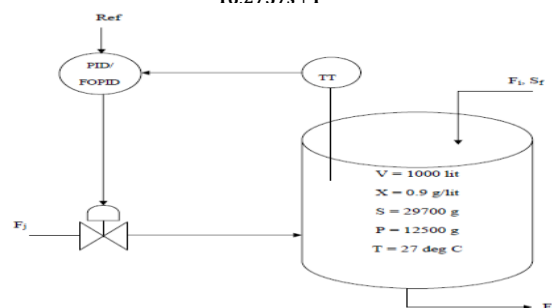 Ref
PID/
FOPID
TT
Fi, Sf
V = 1000 lit
X = 0.9 g/lit
S = 29700 g
P = 12500 g
T = 27 deg C
Fj
F